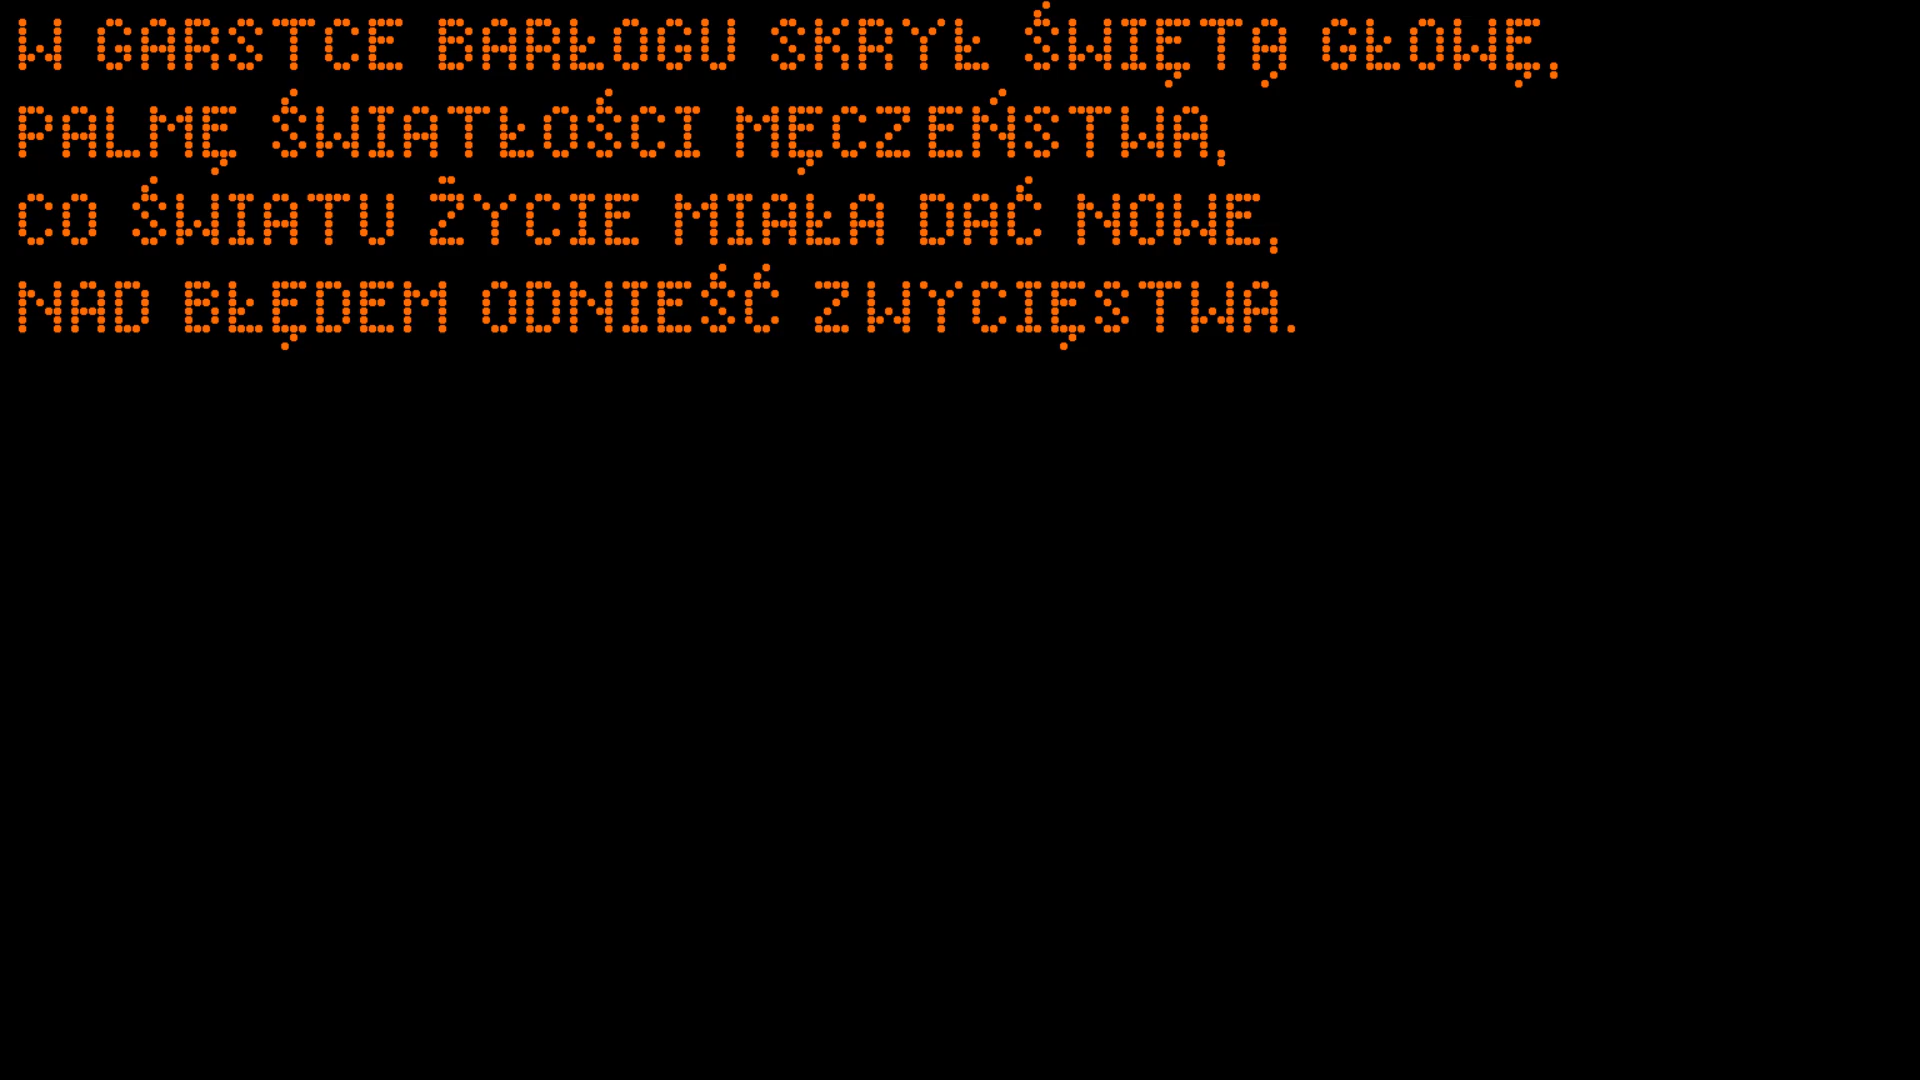 W GARSTCE BARŁOGU SKRYŁ ŚWIĘTĄ GŁOWĘ,
PALMĘ ŚWIATŁOŚCI MĘCZEŃSTWA,
CO ŚWIATU ŻYCIE MIAŁA DAĆ NOWE,
NAD BŁĘDEM ODNIEŚĆ ZWYCIĘSTWA.